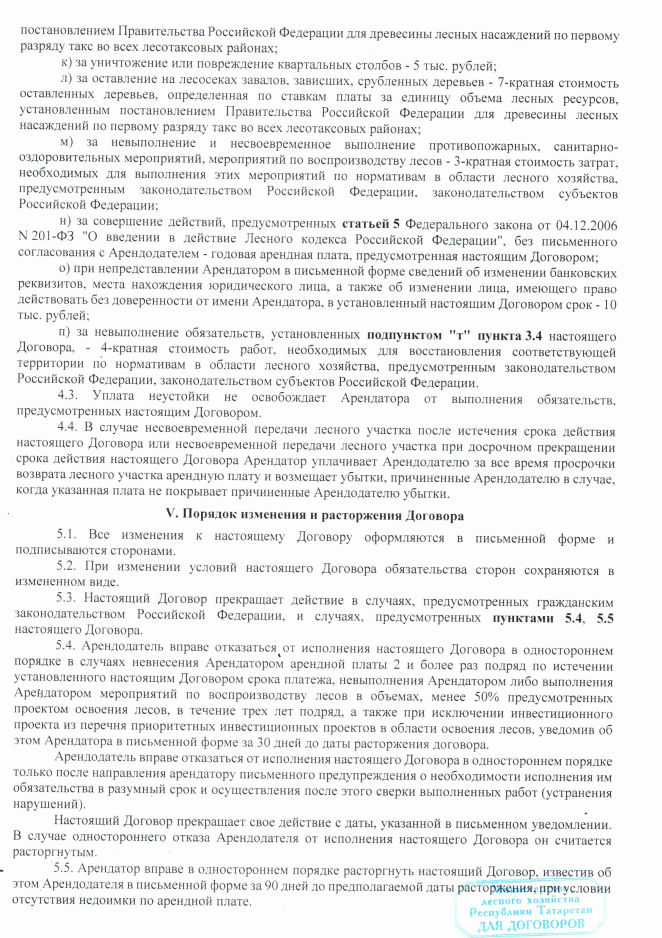 постановлением Правительства Российской Федерации для древесины лесных насаждений по первому
разряду такс во всех лесотаксовых районах;
к) за уничтожение или повреждение квартальных столбов - 5 тыс. рублей;
л) за оставление на лесосеках завалов, зависших, срубленных деревьев - 7-кратная стоимость
оставленных деревьев, определенная по ставкам платы за единицу объема лесных ресурсов,
установленным постановлением Правительства Российской Федерации для древесины лесных
насаждений по первому разряду такс во всех лесотаксовых районах;
м) за невыполнение и несвоевременное выполнение противопожарных, санитарно-
оздоровительных мероприятий, мероприятий по воспроизводству лесов - 3-кратная стоимость затрат,
необходимых для выполнения этих мероприятий по нормативам в области лесного хозяйства,
предусмотренным законодательством Российской Федерации, законодательством субъектов
Российской Федерации;
н) за совершение действий, предусмотренных статьей 5 Федерального закона от 04.12.2006
N 201-ФЗ "О введении в действие Лесного кодекса Российской Федерации", без письменного
согласования с Арендодателем - годовая арендная плата, предусмотренная настоящим Договором;
о) при непредставлении Арендатором в письменной форме сведений об изменении банковских
реквизитов, места нахождения юридического лица, а также об изменении лица, имеющего право
действовать без доверенности от имени Арендатора, в установленный настоящим Договором срок - 10
тыс. рублей;
п) за невыполнение обязательств, установленных подпунктом "т" пункта 3.4 настоящего
Договора, - 4-кратная стоимость работ, необходимых для восстановления соответствующей
территории по нормативам в области лесного хозяйства, предусмотренным законодательством
Российской Федерации, законодательством субъектов Российской Федерации.
4.3. Уплата неустойки не освобождает Арендатора от выполнения обязательств,
предусмотренных настоящим Договором.
4.4. В случае несвоевременной передачи лесного участка после истечения срока действия
настоящего Договора или несвоевременной передачи лесного участка при досрочном прекращении
срока действия настоящего Договора Арендатор уплачивает Арендодателю за все время просрочки
возврата лесного участка арендную плату и возмещает убытки, причиненные Арендодателю в случае,
когда указанная плата не покрывает причиненные Арендодателю убытки.
V. Порядок изменения и расторжения Договора
5.1. Все изменения к настоящему Договору оформляются в письменной форме и
подписываются сторонами.
5.2. При изменении условий настоящего Договора обязательства сторон сохраняются в
измененном виде.
5.3. Настоящий Договор прекращает действие в случаях, предусмотренных гражданским
законодательством Российской Федерации, и случаях, предусмотренных пунктами 5.4, 5.5
настоящего Договора.
5.4. Арендодатель вправе отказаться от исполнения настоящего Договора в одностороннем
порядке в случаях невнесения Арендатором арендной платы 2 и более раз подряд по истечении
установленного настоящим Договором срока платежа, невыполнения Арендатором либо выполнения
Арендатором мероприятий по воспроизводству лесов в объемах, менее 50% предусмотренных
проектом освоения лесов, в течение трех лет подряд, а также при исключении инвестиционного
проекта из перечня приоритетных инвестиционных проектов в области освоения лесов, уведомив об
этом Арендатора в письменной форме за 30 дней до даты расторжения договора.
Арендодатель вправе отказаться от исполнения настоящего Договора в одностороннем порядке
только после направления арендатору письменного предупреждения о необходимости исполнения им
обязательства в разумный срок и осуществления после этого сверки выполненных работ (устранения
нарушений).
Настоящий Договор прекращает свое действие с даты, указанной в письменном уведомлении.
В случае одностороннего отказа Арендодателя от исполнения настоящего Договора он считается
расторгнутым.
5.5. Арендатор вправе в одностороннем порядке расторгнуть настоящий Договор, известив об
этом Арендодателя в письменной форме за 90 дней до предполагаемой даты расторжения, при условии
отсутствия недоимки по арендной плате.
лесного хозяйства
Республики Татарстан
ДЛЯ ДОГОВОРОВ